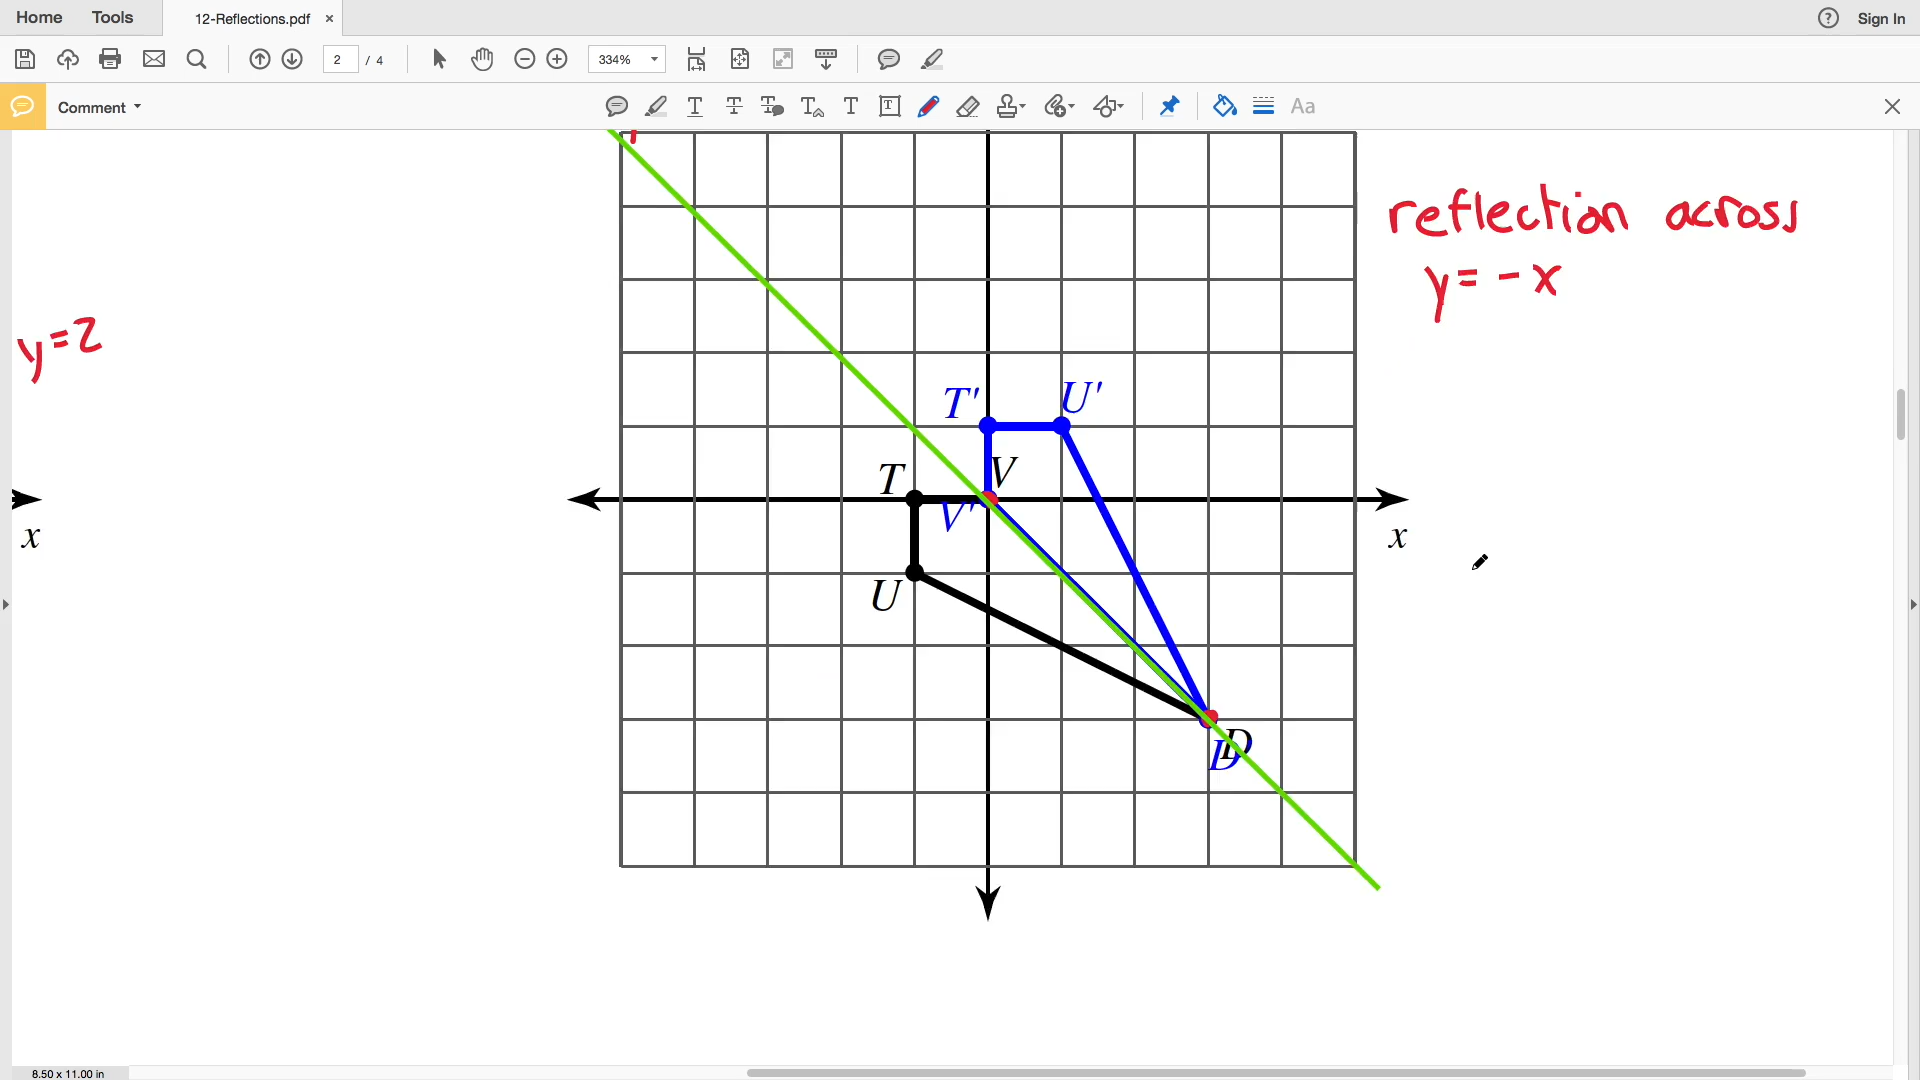 Home Tools 12-Reflections.pdf × ? Sign In
2 / 4 334%
Comment T T T T T T Aa
reflection across
y = - x
y=2
T' U'
T V
V'
x x
U
D
D
8.50 x 11.00 in